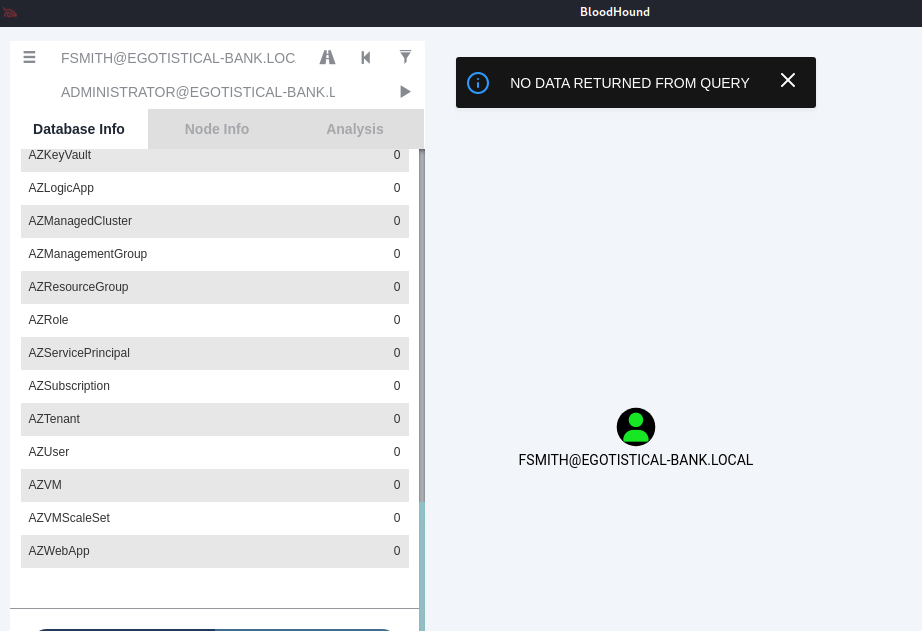 BloodHound
FSMITH@EGOTISTICAL-BANK.LOC
ADMINISTRATOR@EGOTISTICAL-BANK.L
Database Info Node Info Analysis
AZKeyVault 0
AZLogicApp 0
AZManagedCluster 0
AZManagementGroup 0
AZResourceGroup 0
AZRole 0
AZServicePrincipal 0
AZSubscription 0
AZTenant 0
AZUser 0
AZVM 0
AZVMScaleSet 0
AZWebApp 0
NO DATA RETURNED FROM QUERY
FSMITH@EGOTISTICAL-BANK.LOCAL